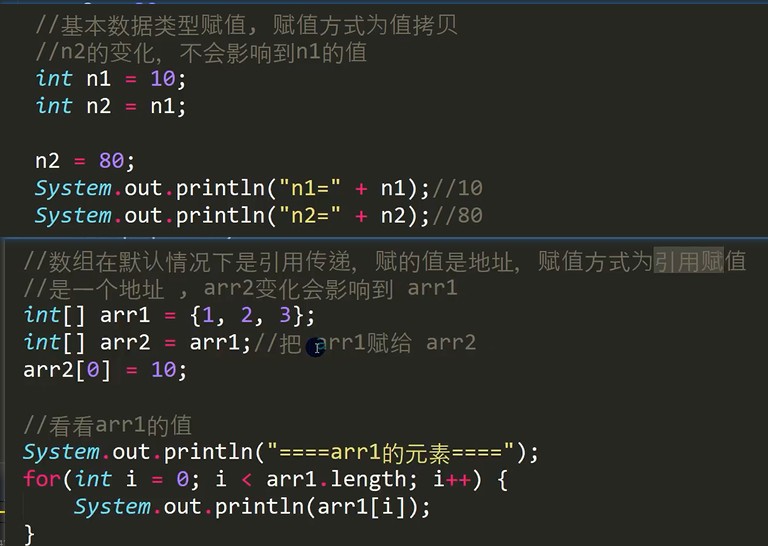 //基本数据类型赋值, 赋值方式为值拷贝
//n2的变化, 不会影响到n1的值
int n1 = 10;
int n2 = n1;
n2 = 80;
System.out.println("n1=" + n1);//10
System.out.println("n2=" + n2);//80
//数组在默认情况下是引用传递, 赋的值是地址, 赋值方式为引用赋值
//是一个地址 , arr2变化会影响到 arr1
int[] arr1 = {1, 2, 3};
int[] arr2 = arr1;//把 arr1赋给 arr2
arr2[0] = 10;
//看看arr1的值
System.out.println("====arr1的元素====");
for(int i = 0; i < arr1.length; i++) {
System.out.println(arr1[i]);
}